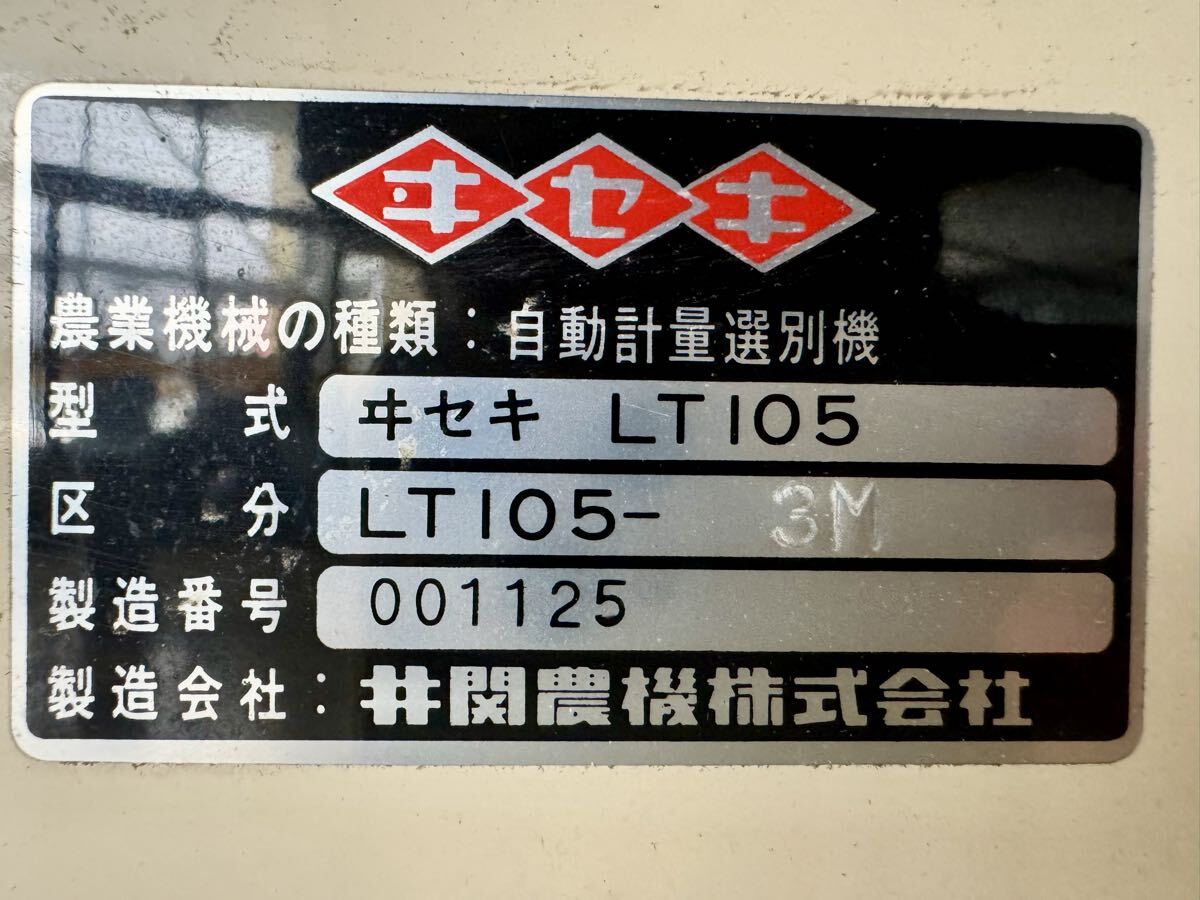 ヰセキ
農業機械の種類：自動計量選別機
型式 ヰセキ LT105
区分 LT105- 3M
製造番号 001125
製造会社：井関農機株式会社